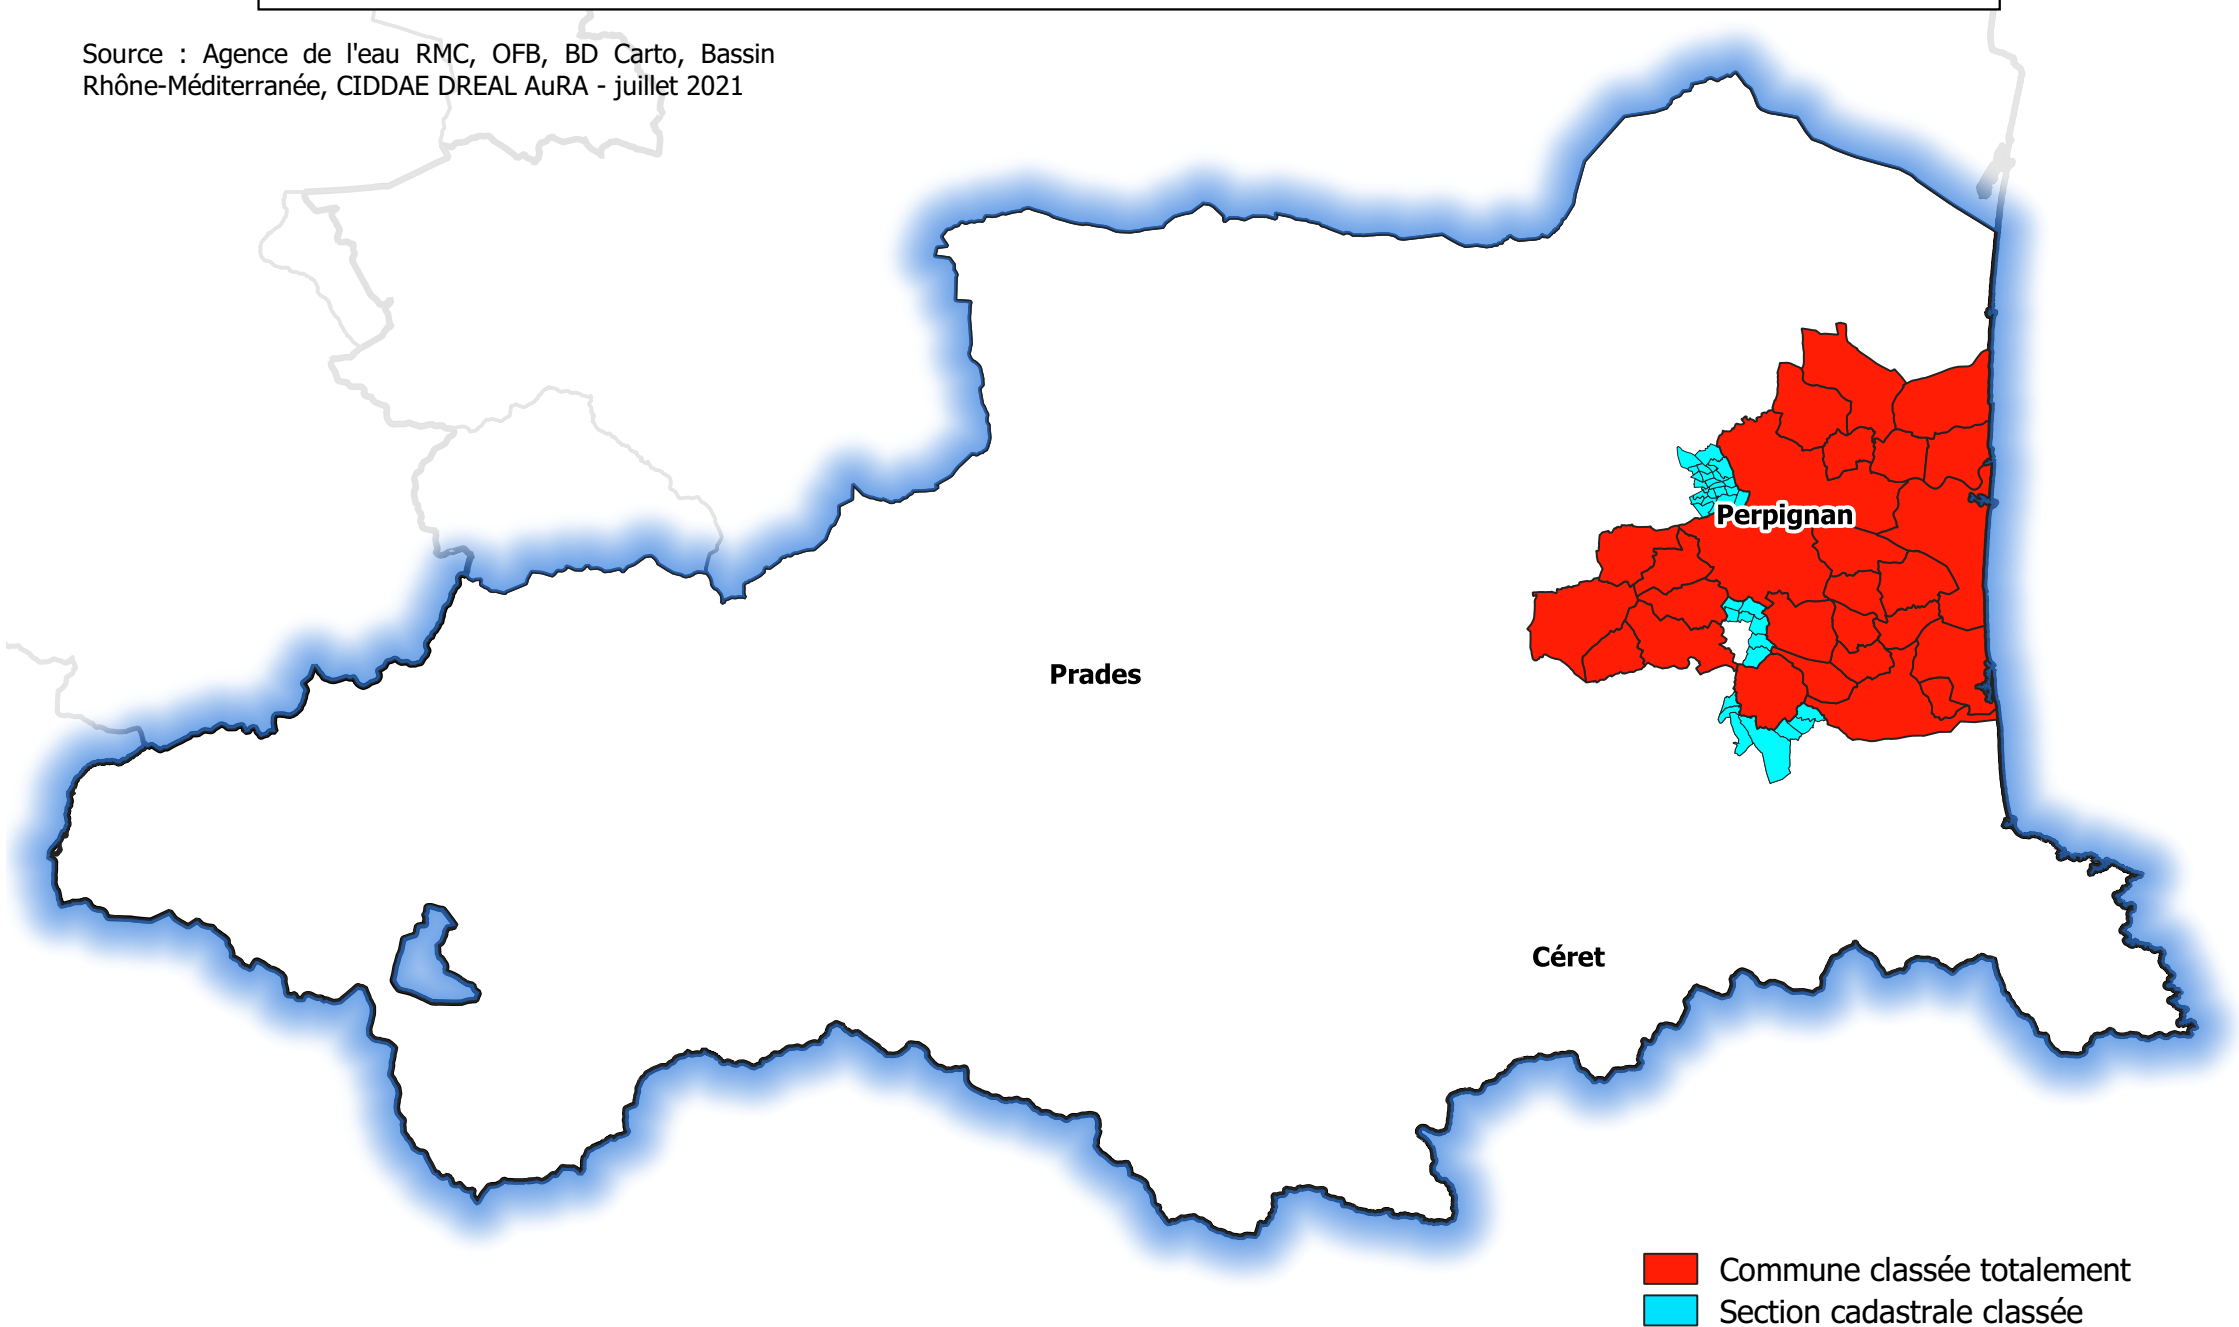 Source : Agence de l'eau RMC, OFB, BD Carto, Bassin
Rhône-Méditerranée, CIDDAE DREAL AuRA - juillet 2021
Perpignan
Prades
Céret
Commune classée totalement
Section cadastrale classée